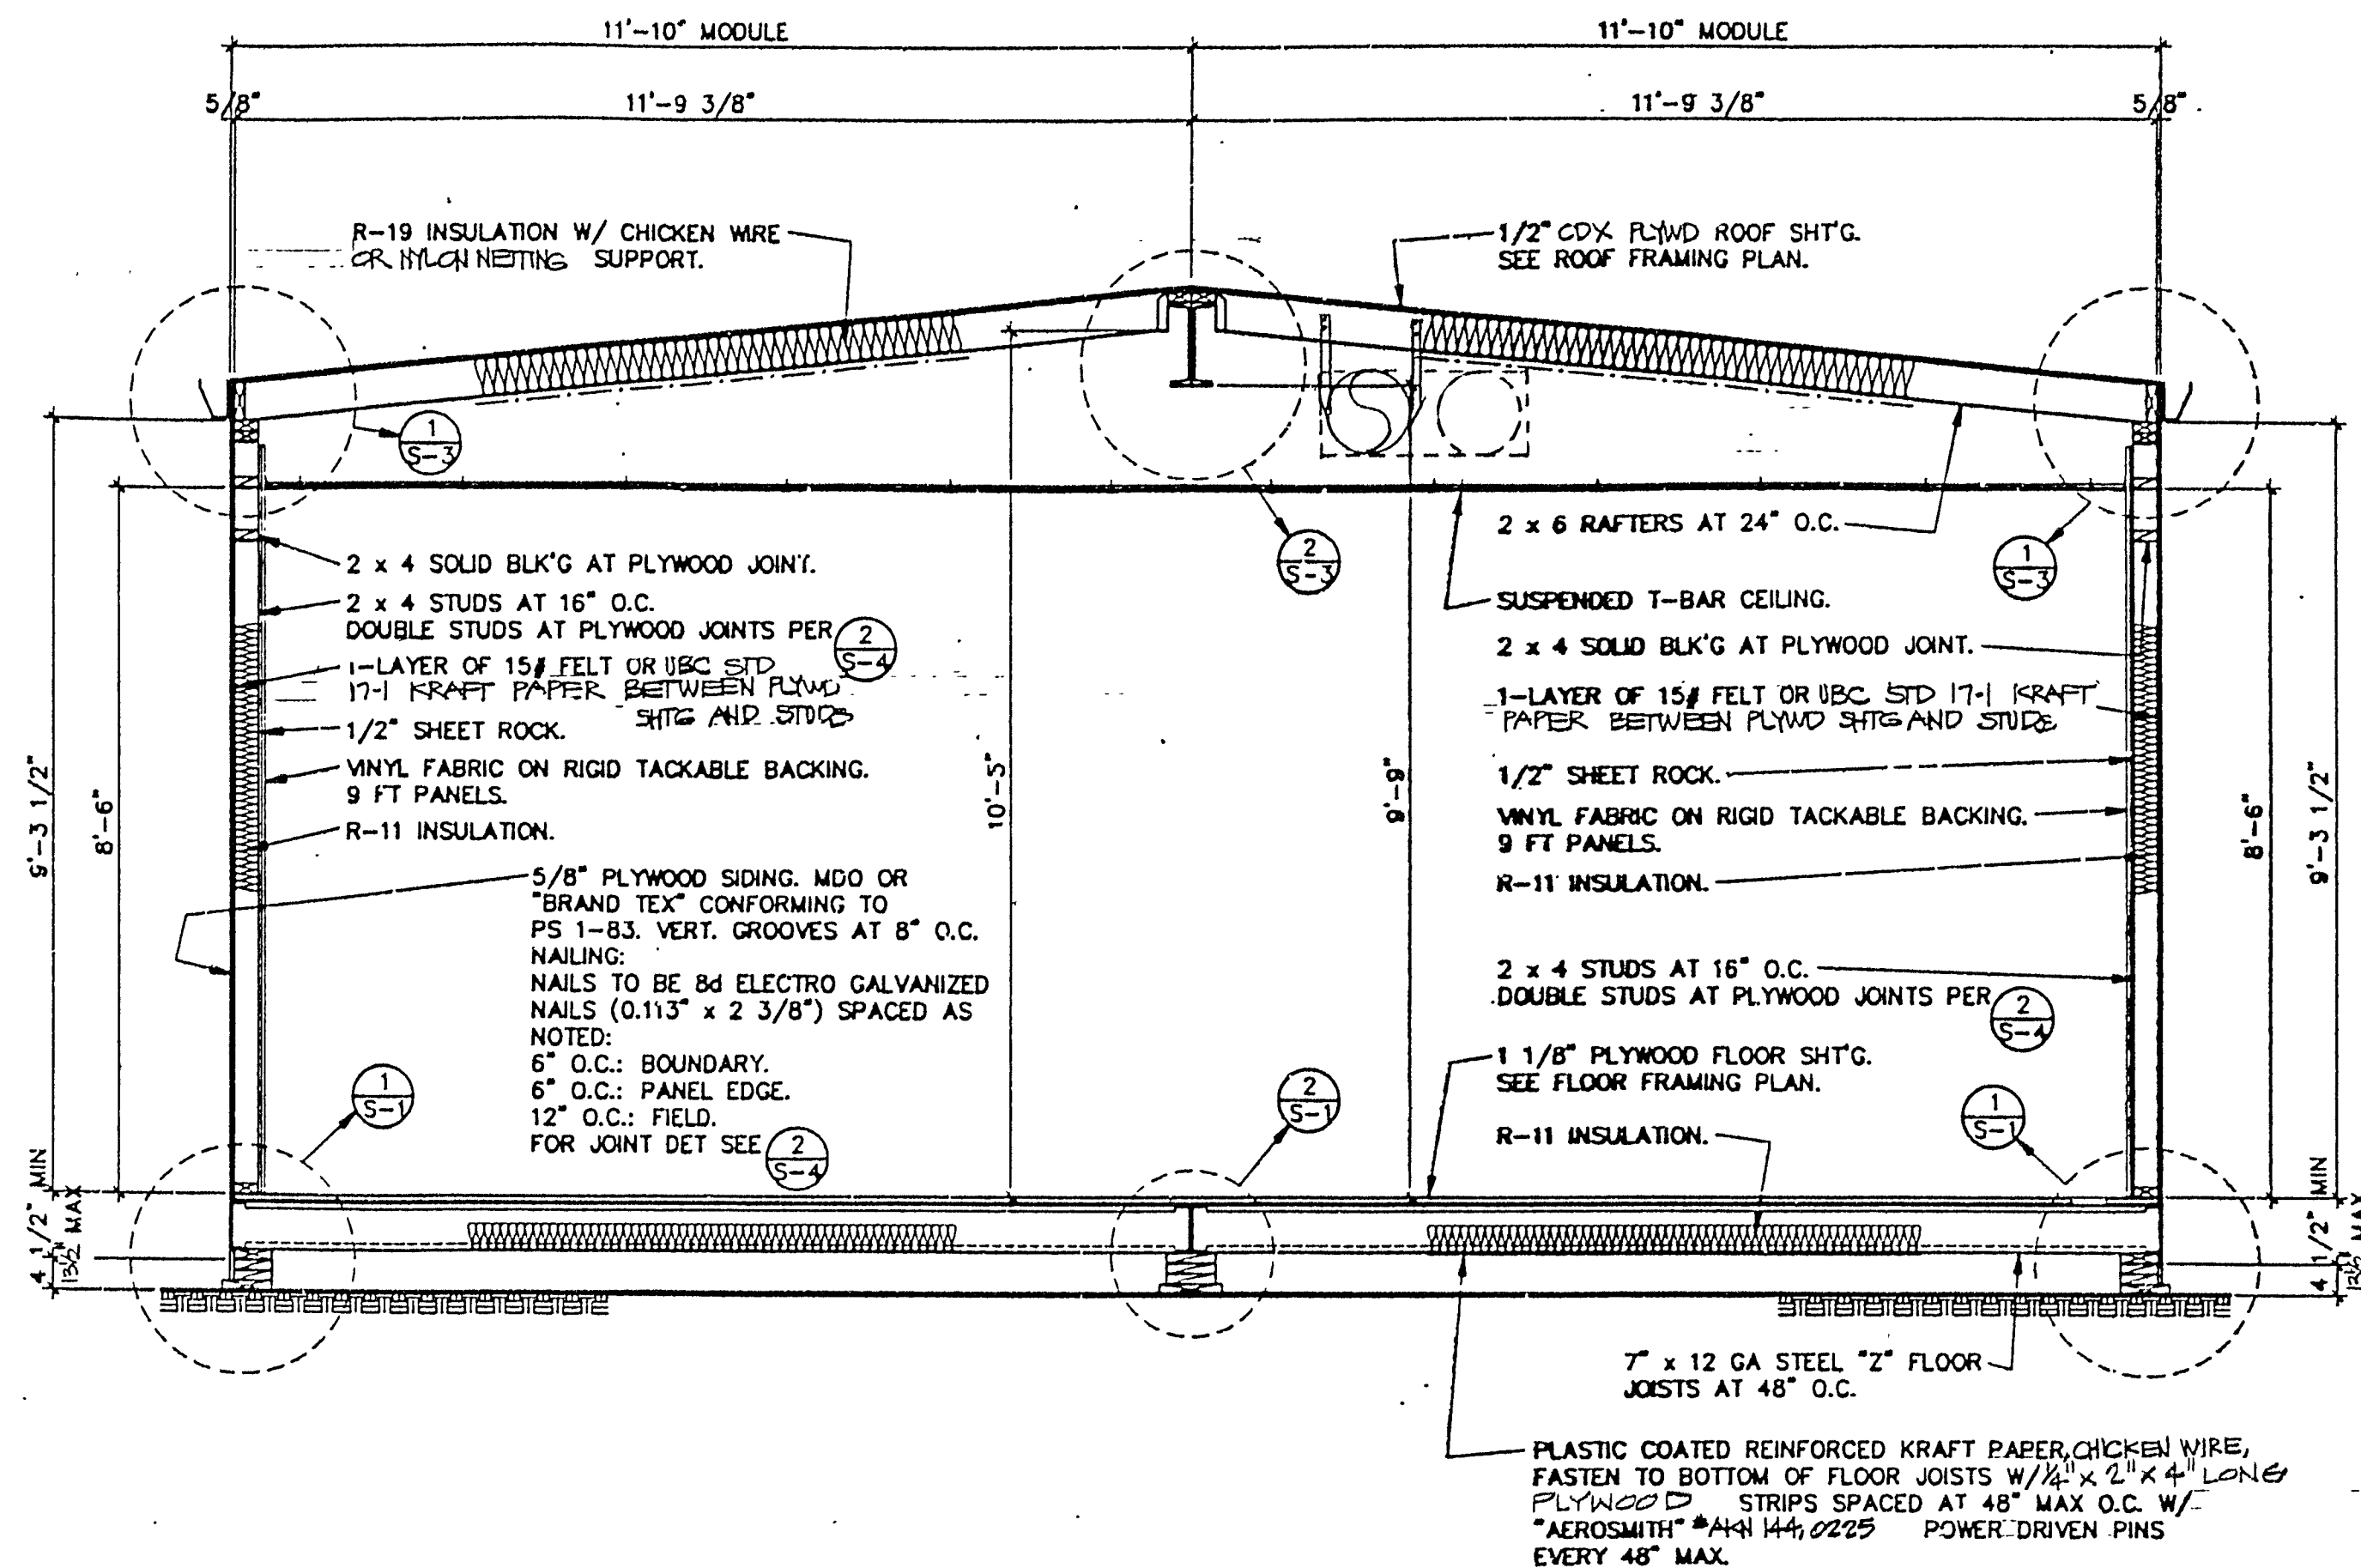 11'-10" MODULE
11'-10" MODULE
5/8"
11'-9 3/8"
11'-9 3/8"
5/8"
R-19 INSULATION W/ CHICKEN WIRE
OR NYLON NETTING SUPPORT.
1/2" CDX PLYWD ROOF SHT'G.
SEE ROOF FRAMING PLAN.
1
S-3
2
S-3
1
S-3
2 x 4 SOLID BLK'G AT PLYWOOD JOINT.
2 x 4 STUDS AT 16" O.C.
DOUBLE STUDS AT PLYWOOD JOINTS PER
2
S-4
1-LAYER OF 15# FELT OR UBC STD
17-1 KRAFT PAPER BETWEEN PLYWD
SHTG AND STUDS
1/2" SHEET ROCK.
VINYL FABRIC ON RIGID TACKABLE BACKING.
9 FT PANELS.
R-11 INSULATION.
5/8" PLYWOOD SIDING. MDO OR
"BRAND TEX" CONFORMING TO
PS 1-83. VERT. GROOVES AT 8" O.C.
NAILING:
NAILS TO BE 8d ELECTRO GALVANIZED
NAILS (0.113" x 2 3/8") SPACED AS
NOTED:
6" O.C.: BOUNDARY.
6" O.C.: PANEL EDGE.
12" O.C.: FIELD.
FOR JOINT DET SEE
2
S-4
9'-3 1/2"
8'-6"
10'-5"
9'-9"
2 x 6 RAFTERS AT 24" O.C.
SUSPENDED T-BAR CEILING.
2 x 4 SOLID BLK'G AT PLYWOOD JOINT.
1-LAYER OF 15# FELT OR UBC STD 17-1 KRAFT
PAPER BETWEEN PLYWD SHTG AND STUDS
1/2" SHEET ROCK.
VINYL FABRIC ON RIGID TACKABLE BACKING.
9 FT PANELS.
R-11 INSULATION.
2 x 4 STUDS AT 16" O.C.
DOUBLE STUDS AT PLYWOOD JOINTS PER
2
S-4
1 1/8" PLYWOOD FLOOR SHT'G.
SEE FLOOR FRAMING PLAN.
R-11 INSULATION.
8'-6"
9'-3 1/2"
1
S-1
2
S-1
1
S-1
4 1/2" MIN
13 1/2" MAX
4 1/2" MIN
13 1/2" MAX
7" x 12 GA STEEL "Z" FLOOR
JOISTS AT 48" O.C.
PLASTIC COATED REINFORCED KRAFT PAPER, CHICKEN WIRE,
FASTEN TO BOTTOM OF FLOOR JOISTS W/ 1/4" x 2" x 4" LONG
PLYWOOD STRIPS SPACED AT 48" MAX O.C. W/
"AEROSMITH" 144, 0225 POWER DRIVEN PINS
EVERY 48" MAX.